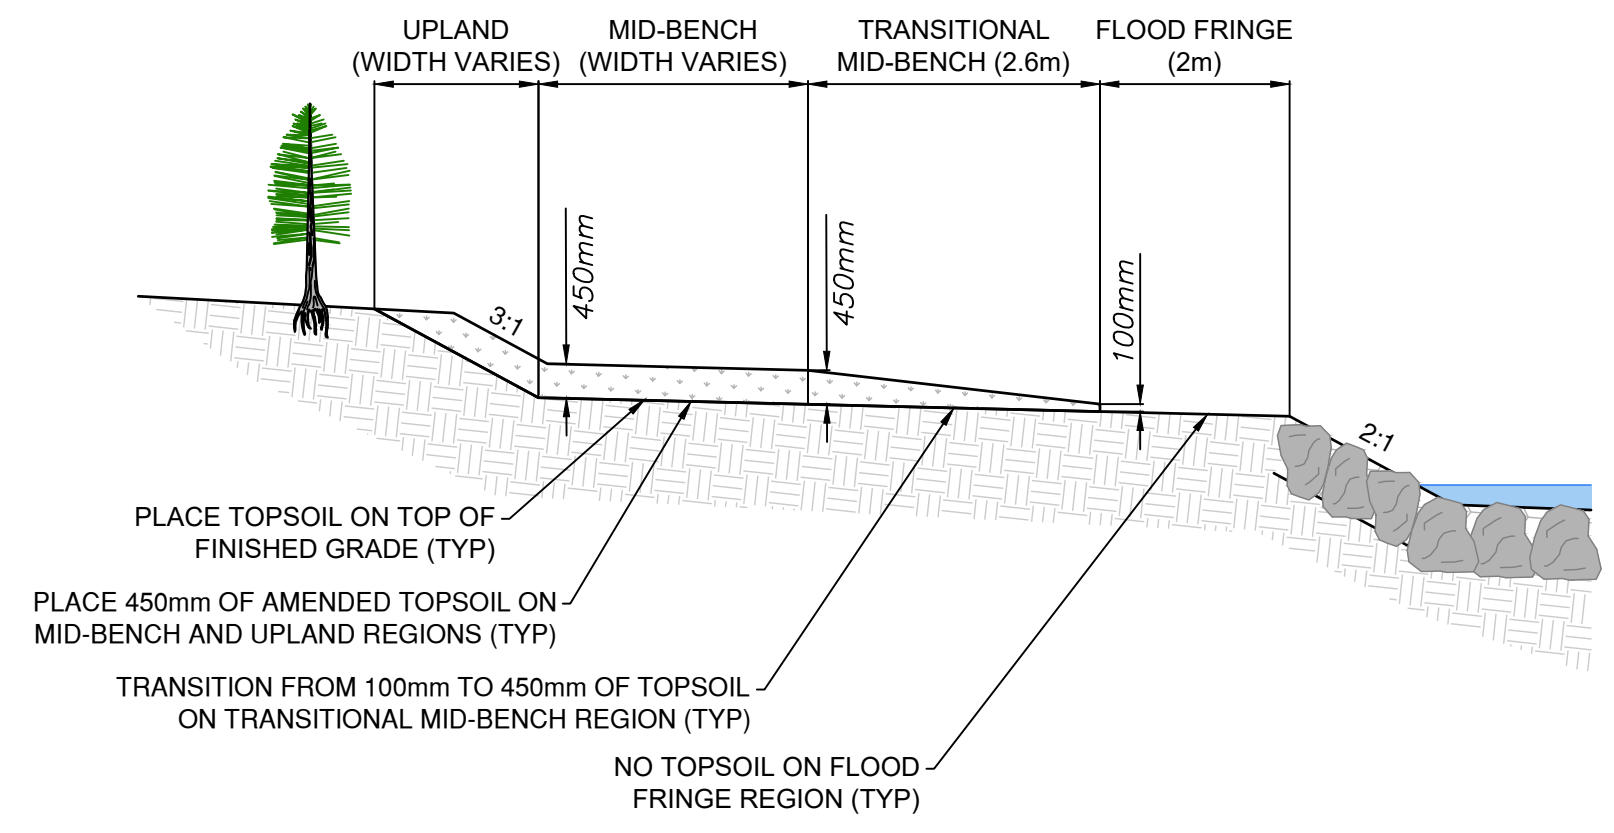 UPLAND
(WIDTH VARIES)
MID-BENCH
(WIDTH VARIES)
TRANSITIONAL
MID-BENCH (2.6m)
FLOOD FRINGE
(2m)
3:1
450mm
450mm
100mm
2:1
PLACE TOPSOIL ON TOP OF
FINISHED GRADE (TYP)
PLACE 450mm OF AMENDED TOPSOIL ON
MID-BENCH AND UPLAND REGIONS (TYP)
TRANSITION FROM 100mm TO 450mm OF TOPSOIL
ON TRANSITIONAL MID-BENCH REGION (TYP)
NO TOPSOIL ON FLOOD
FRINGE REGION (TYP)